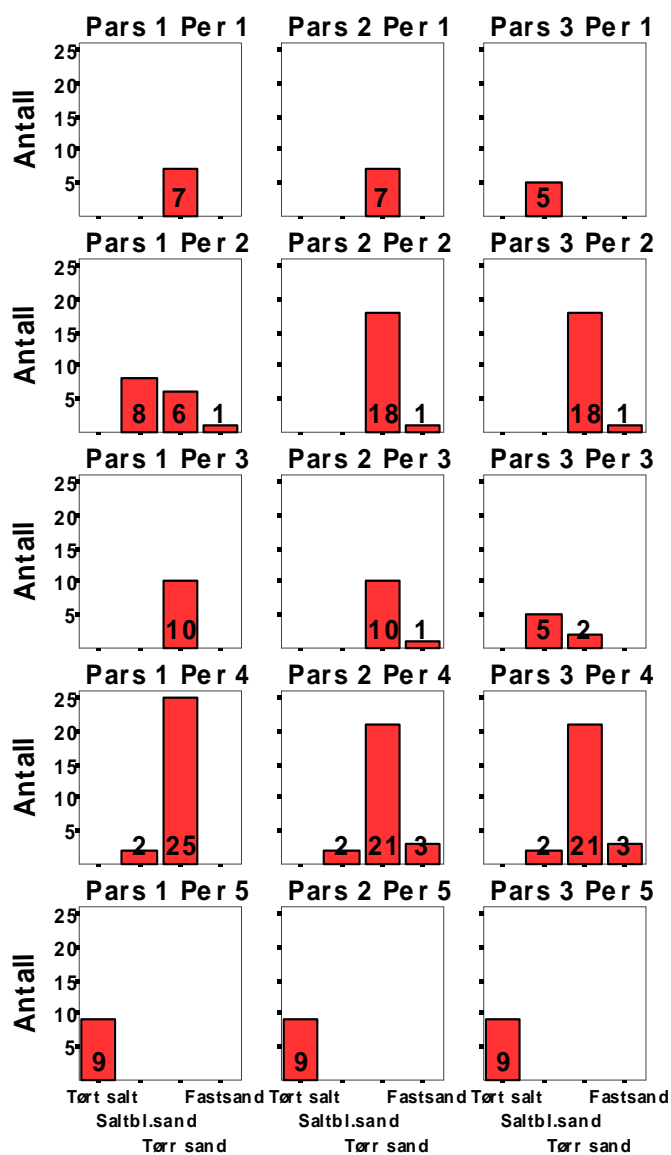 Pars 1 Per 1 Pars 2 Per 1 Pars 3 Per 1
Antall
25
20
15
10
5
7 7 5
Pars 1 Per 2 Pars 2 Per 2 Pars 3 Per 2
Antall
25
20
15
10
5
8 6 1 18 1 18 1
Pars 1 Per 3 Pars 2 Per 3 Pars 3 Per 3
Antall
25
20
15
10
5
10 10 1 5 2
Pars 1 Per 4 Pars 2 Per 4 Pars 3 Per 4
Antall
25
20
15
10
5
2 25 2 21 3 2 21 3
Pars 1 Per 5 Pars 2 Per 5 Pars 3 Per 5
Antall
25
20
15
10
5
9 9 9
Tørt salt Fastsand Tørt salt Fastsand Tørt salt Fastsand
Saltbl.sand Saltbl.sand Saltbl.sand
Tørr sand Tørr sand Tørr sand